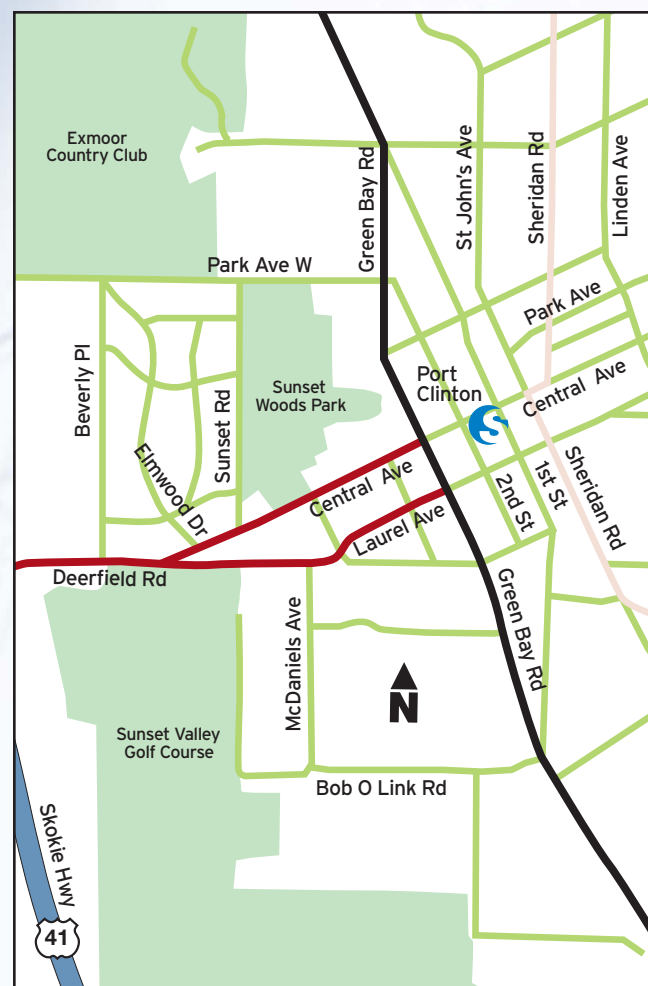 Exmoor
Country Club
Green Bay Rd
St John's Ave
Sheridan Rd
Linden Ave
Park Ave W
Park Ave
Beverly Pl
Sunset
Woods Park
Port
Clinton
S
Central Ave
Elmwood Dr
Sunset Rd
Central Ave
Laurel Ave
2nd St
1st St
Sheridan Rd
Deerfield Rd
McDaniels Ave
Green Bay Rd
N
Sunset Valley
Golf Course
Bob O Link Rd
Skokie Hwy
41